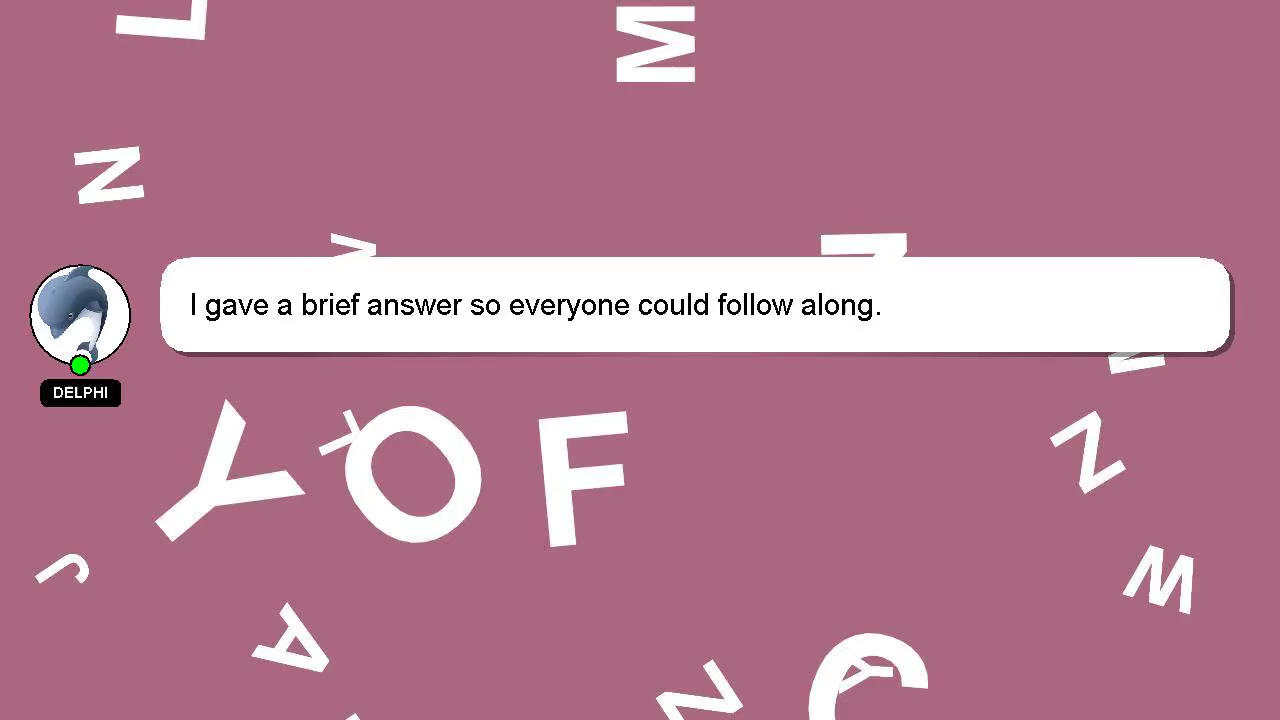 L
M
N
V
I gave a brief answer so everyone could follow along.
DELPHI
Y
O
F
Z
W
J
A
N
C
A